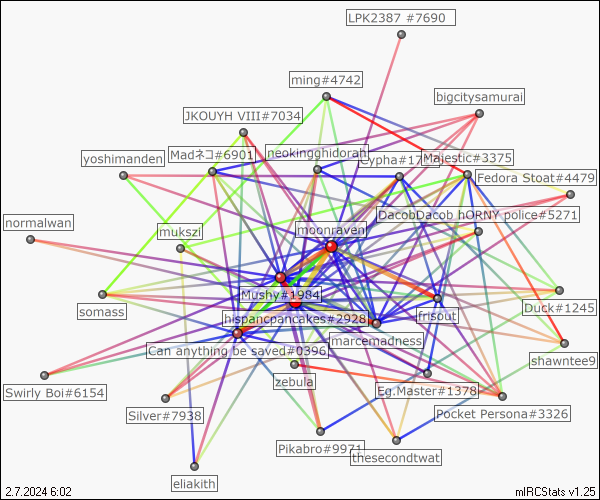 LPK2387 #7690
ming#4742
bigcitysamurai
JKOUYH VIII#7034
Madネコ#6901
neokingghidorah
Cypha#17
Majestic#3375
yoshimanden
Fedora Stoat#4479
DacobDacob hORNY police#5271
normalwan
mukszi
moonraven
Mushy#1984
somass
hispancpancakes#2928
frisout
Duck#1245
marcemadness
Can anything be saved#0396
shawntee9
zebula
Swirly Boi#6154
Eg.Master#1378
Silver#7938
Pocket Persona#3326
Pikabro#9971
thesecondtwat
eliakith
2.7.2024 6:02
mIRCStats v1.25